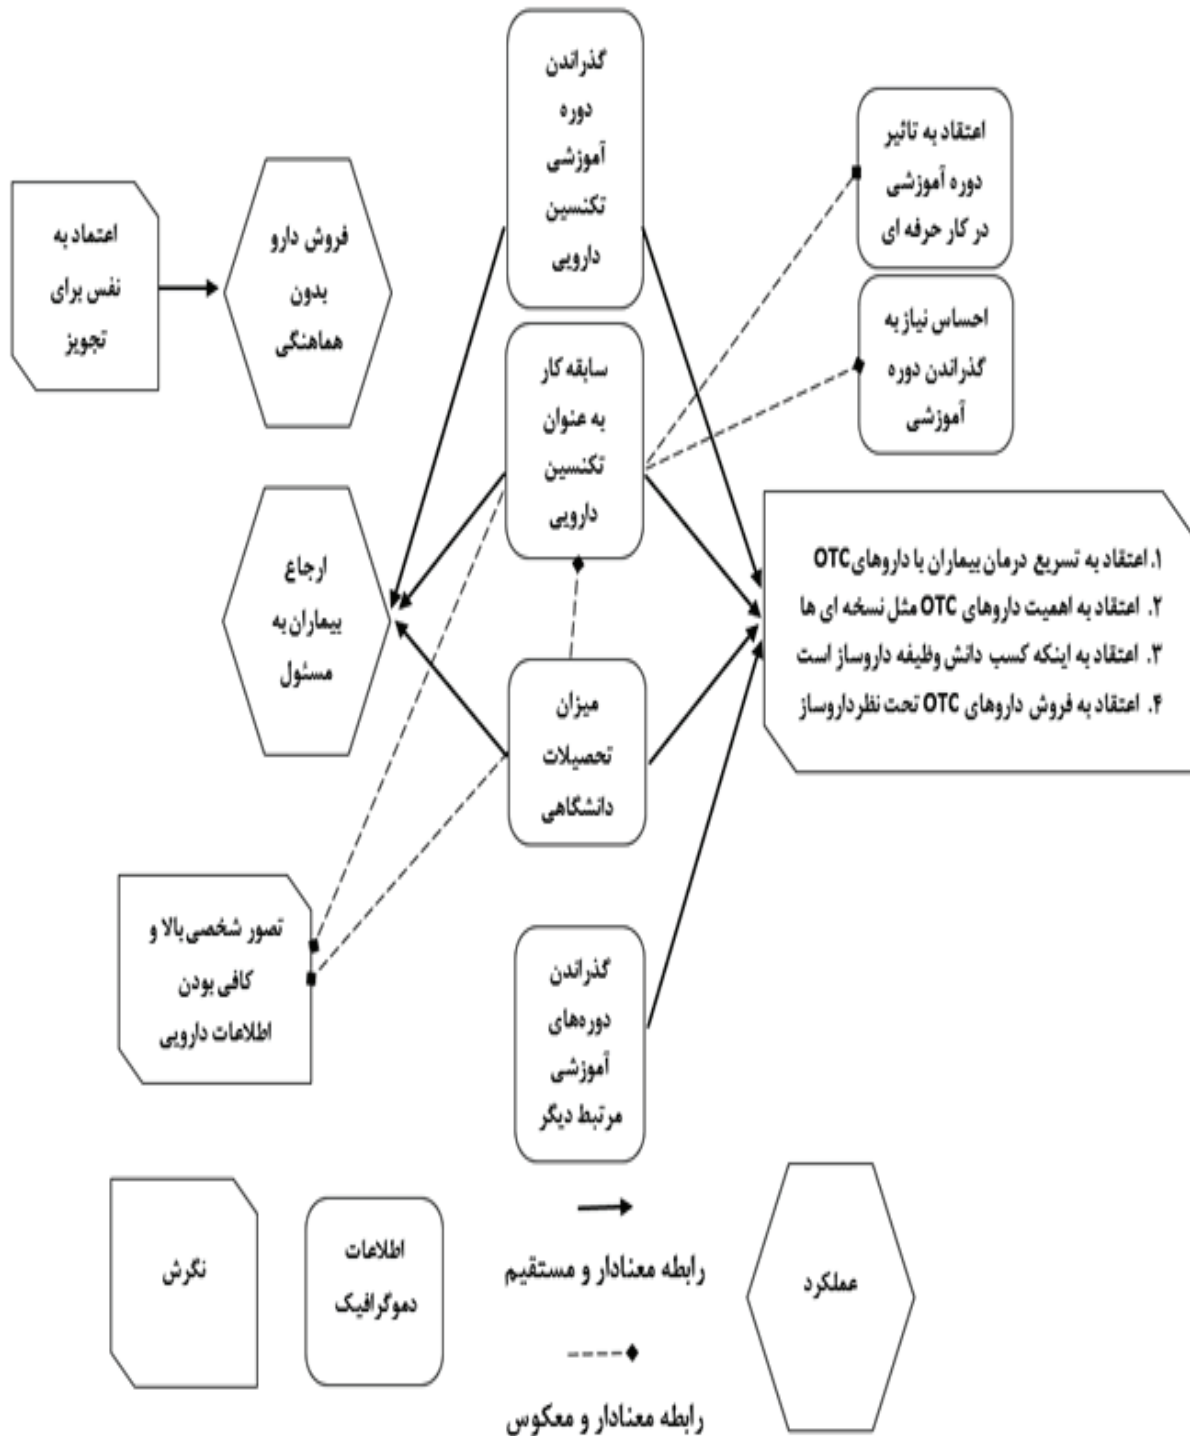 گذراندن
دوره
آموزشی
تکنسین
دارویی
اعتقاد به تاثیر
دوره آموزشی
در کار حرفه ای
اعتماد به
نفس برای
تجویز
فروش دارو
بدون
هماهنگی
سابقه کار
به عنوان
تکنسین
دارویی
احساس نیاز به
گذراندن دوره
آموزشی
ارجاع
بیماران به
مسئول
۱. اعتقاد به تسریع درمان بیماران با داروهای OTC
۲. اعتقاد به اهمیت داروهای OTC مثل نسخه ای ها
۳. اعتقاد به اینکه کسب دانش وظیفه داروساز است
۴. اعتقاد به فروش داروهای OTC تحت نظر داروساز
میزان
تحصیلات
دانشگاهی
تصور شخصی بالا و
کافی بودن
اطلاعات دارویی
گذراندن
دوره‌های
آموزشی
مرتبط دیگر
نگرش
اطلاعات
دموگرافیک
رابطه معنادار و مستقیم
رابطه معنادار و معکوس
عملکرد